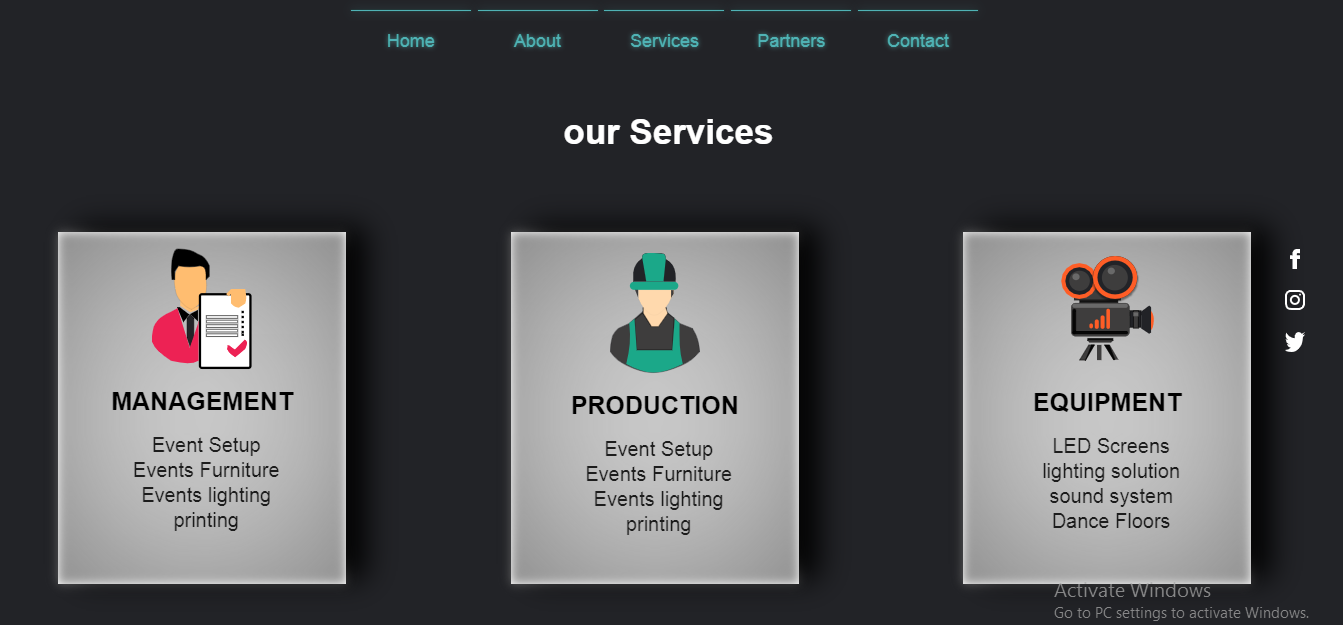 Home About Services Partners Contact
our Services
MANAGEMENT
Event Setup
Events Furniture
Events lighting
printing
PRODUCTION
Event Setup
Events Furniture
Events lighting
printing
EQUIPMENT
LED Screens
lighting solution
sound system
Dance Floors
Activate Windows
Go to PC settings to activate Windows.